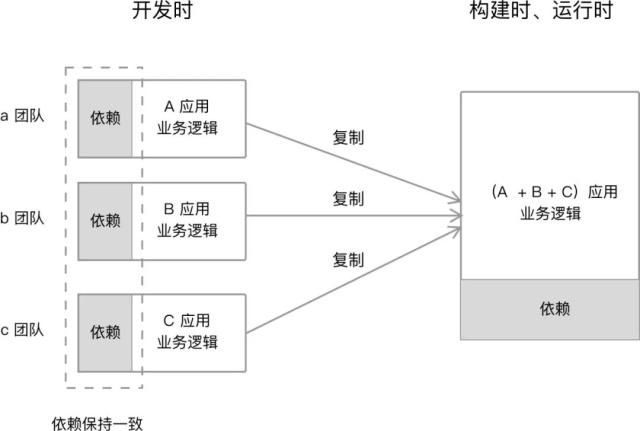 开发时
构建时、运行时
a 团队
依赖
A 应用
业务逻辑
复制
b 团队
依赖
B 应用
业务逻辑
复制
(A + B + C) 应用
业务逻辑
复制
c 团队
依赖
C 应用
业务逻辑
依赖
依赖保持一致